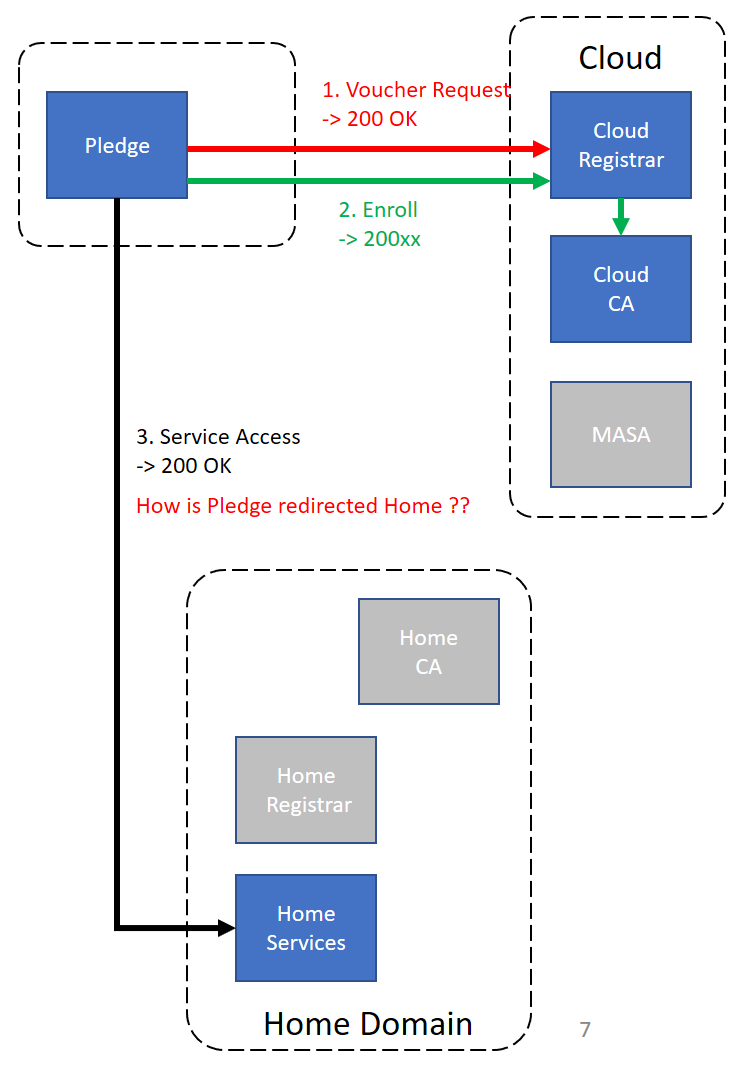 Cloud
Pledge
1. Voucher Request
-> 200 OK
Cloud
Registrar
2. Enroll
-> 200xx
Cloud
CA
MASA
3. Service Access
-> 200 OK
How is Pledge redirected Home ??
Home
CA
Home
Registrar
Home
Services
Home Domain
7